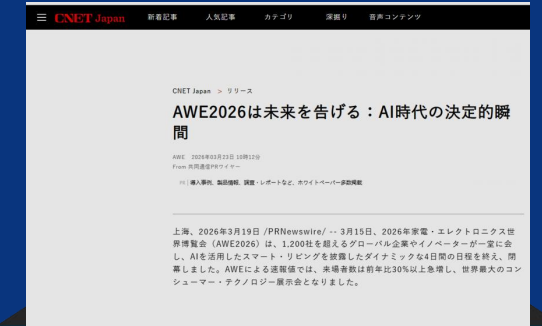 CNET Japan 新着記事 人気記事 カテゴリ 深掘り 音声コンテンツ
CNET Japan > リリース
AWE2026は未来を告げる：AI時代の決定的瞬
間
AWE 2026年03月23日 10時12分
From 共同通信PRワイヤー
PR 導入事例、製品情報、調査・レポートなど、ホワイトペーパー多数掲載
上海、2026年3月19日 /PRNewswire/ -- 3月15日、2026年家電・エレクトロニクス世
界博覧会（AWE2026）は、1,200社を超えるグローバル企業やイノベーターが一堂に会
し、AIを活用したスマート・リビングを披露したダイナミックな4日間の日程を終え、閉
幕しました。AWEによる速報値では、来場者数は前年比30%以上急増し、世界最大のコン
シューマー・テクノロジー展示会となりました。